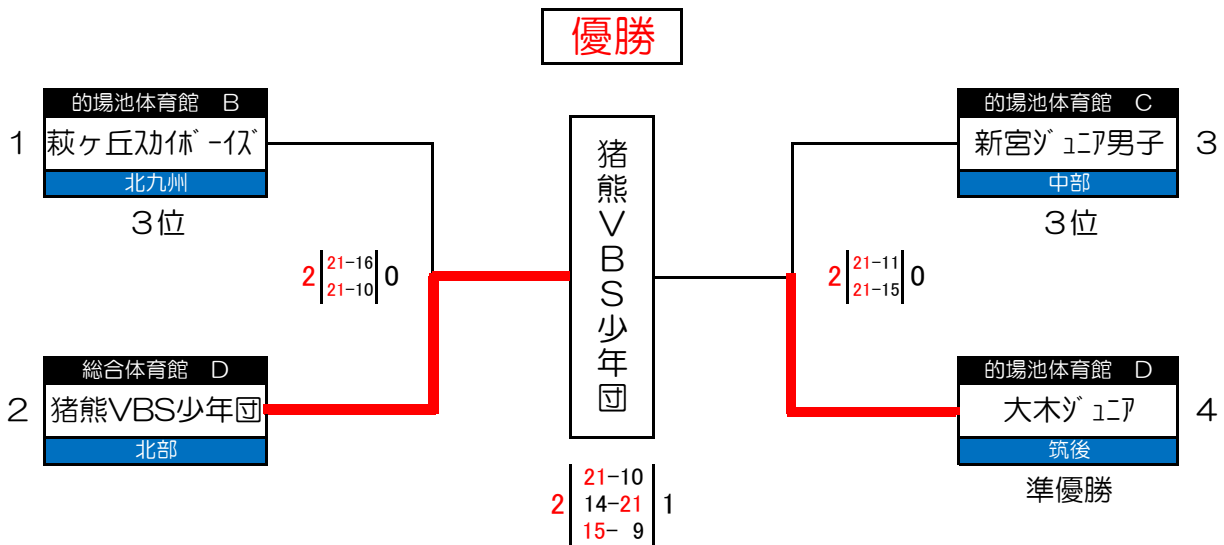 優勝
的場池体育館　B
1
萩ヶ丘ｽｶｲﾎﾞｰｲｽﾞ
北九州
３位
2
21-16
21-10
0
総合体育館　D
2
猪熊VBS少年団
北部
猪熊VBS少年団
2
21-10
14-21
15- 9
1
的場池体育館　C
新宮ｼﾞｭﾆｱ男子
3
中部
３位
2
21-11
21-15
0
的場池体育館　D
大木ｼﾞｭﾆｱ
4
筑後
準優勝